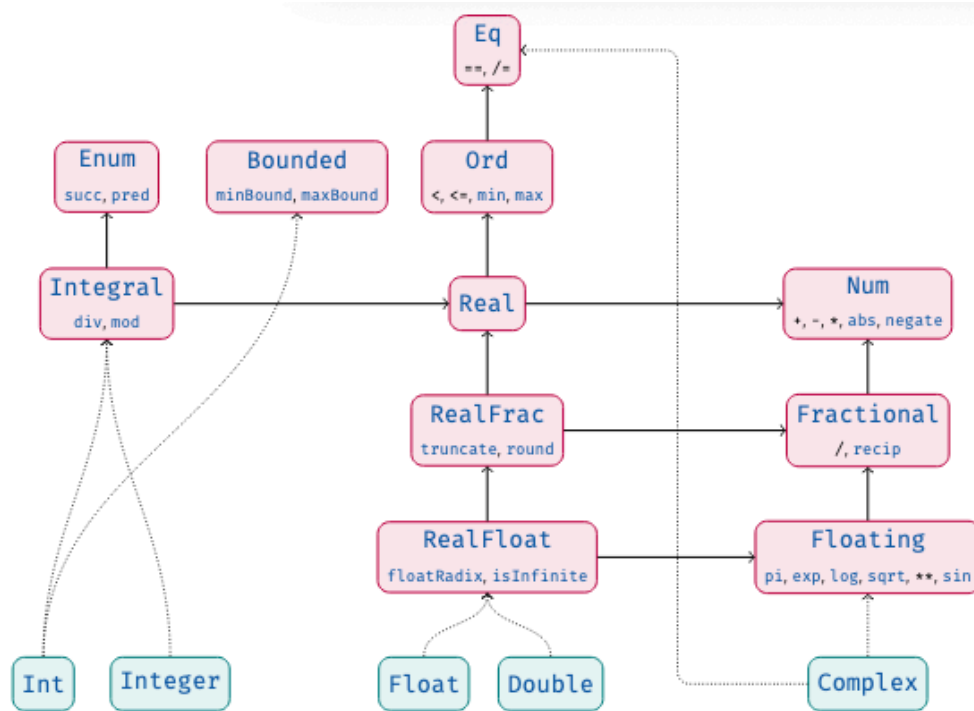 Eq
==, /=
Enum
succ, pred
Bounded
minBound, maxBound
Ord
<, <=, min, max
Integral
div, mod
Real
Num
+, -, *, abs, negate
RealFrac
truncate, round
Fractional
/, recip
RealFloat
floatRadix, isInfinite
Floating
pi, exp, log, sqrt, **, sin
Int
Integer
Float
Double
Complex